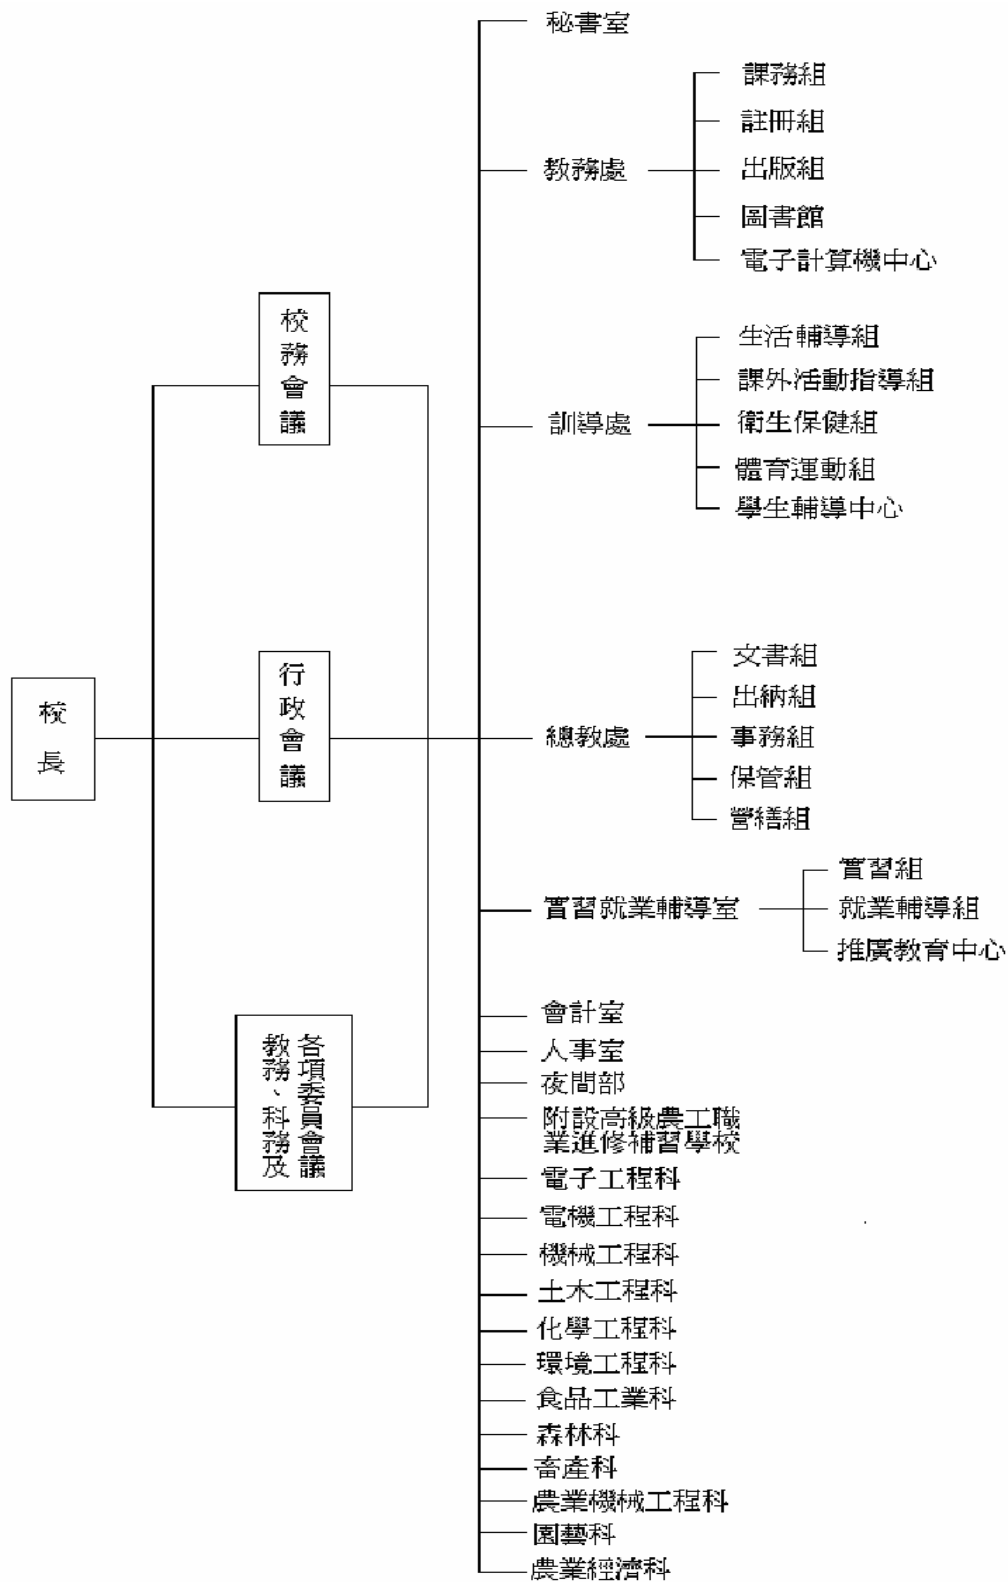 校長
校務會議
行政會議
教務、科務及
各項委員會議
秘書室
教務處
課務組
註冊組
出版組
圖書館
電子計算機中心
訓導處
生活輔導組
課外活動指導組
衛生保健組
體育運動組
學生輔導中心
總教處
文書組
出納組
事務組
保管組
營繕組
實習就業輔導室
實習組
就業輔導組
推廣教育中心
會計室
人事室
夜間部
附設高級農工職
業進修補習學校
電子工程科
電機工程科
機械工程科
土木工程科
化學工程科
環境工程科
食品工業科
森林科
畜產科
農業機械工程科
園藝科
農業經濟科